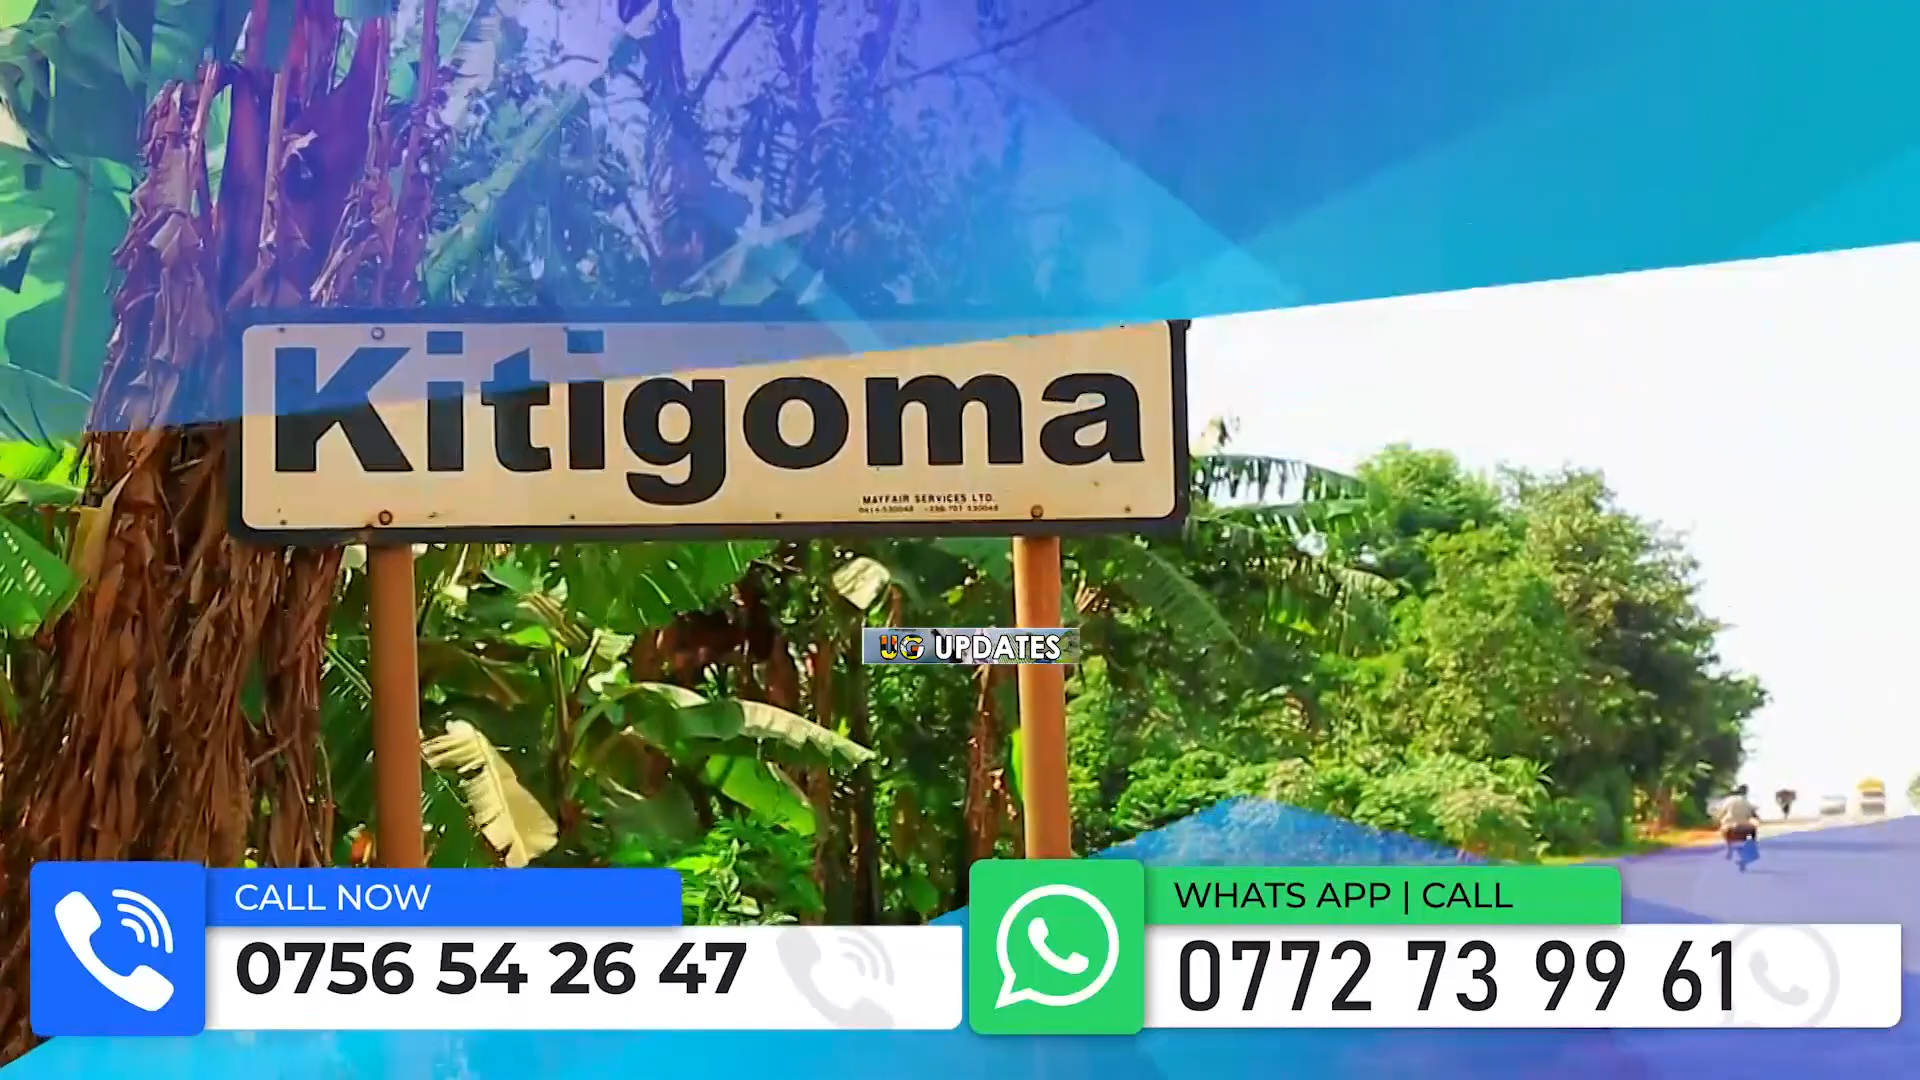 Kitigoma
MAYFAIR SERVICES LTD.
UG UPDATES
CALL NOW
0756 54 26 47
WHATS APP | CALL
0772 73 99 61